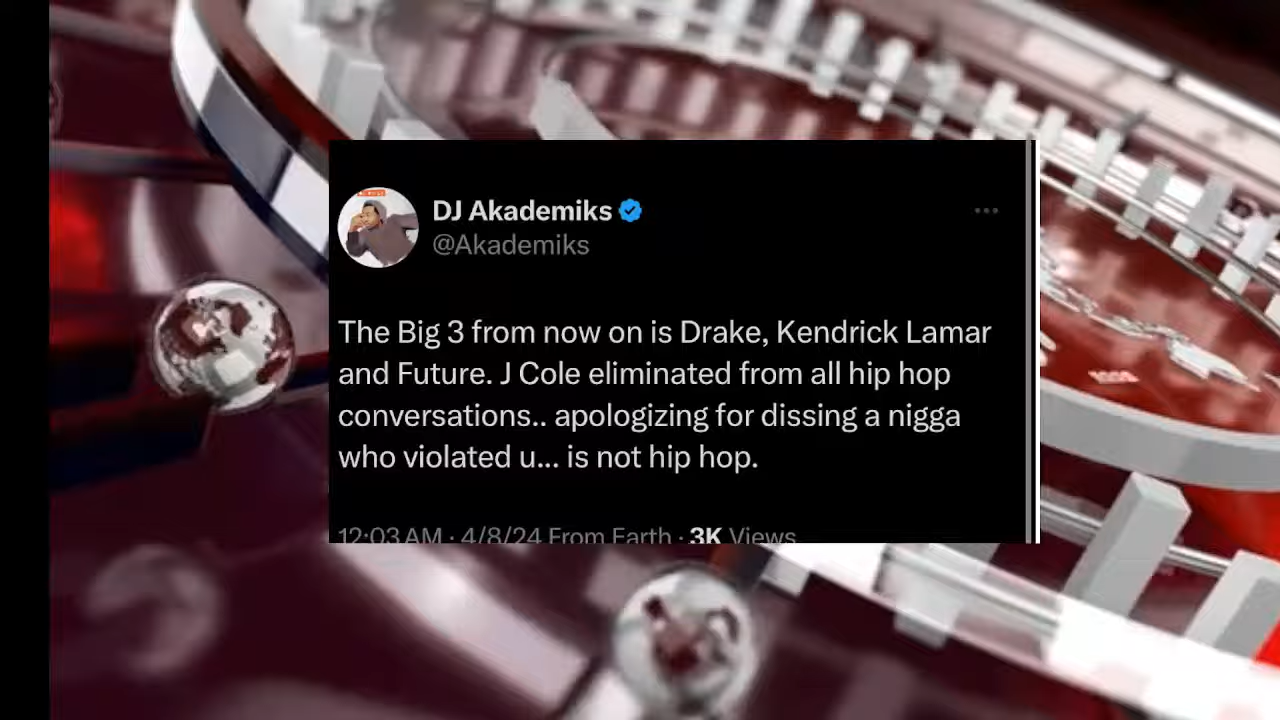 DJ Akademiks
@Akademiks
The Big 3 from now on is Drake, Kendrick Lamar
and Future. J Cole eliminated from all hip hop
conversations.. apologizing for dissing a nigga
who violated u... is not hip hop.
12:03 AM · 4/8/24 From Earth · 3K Views